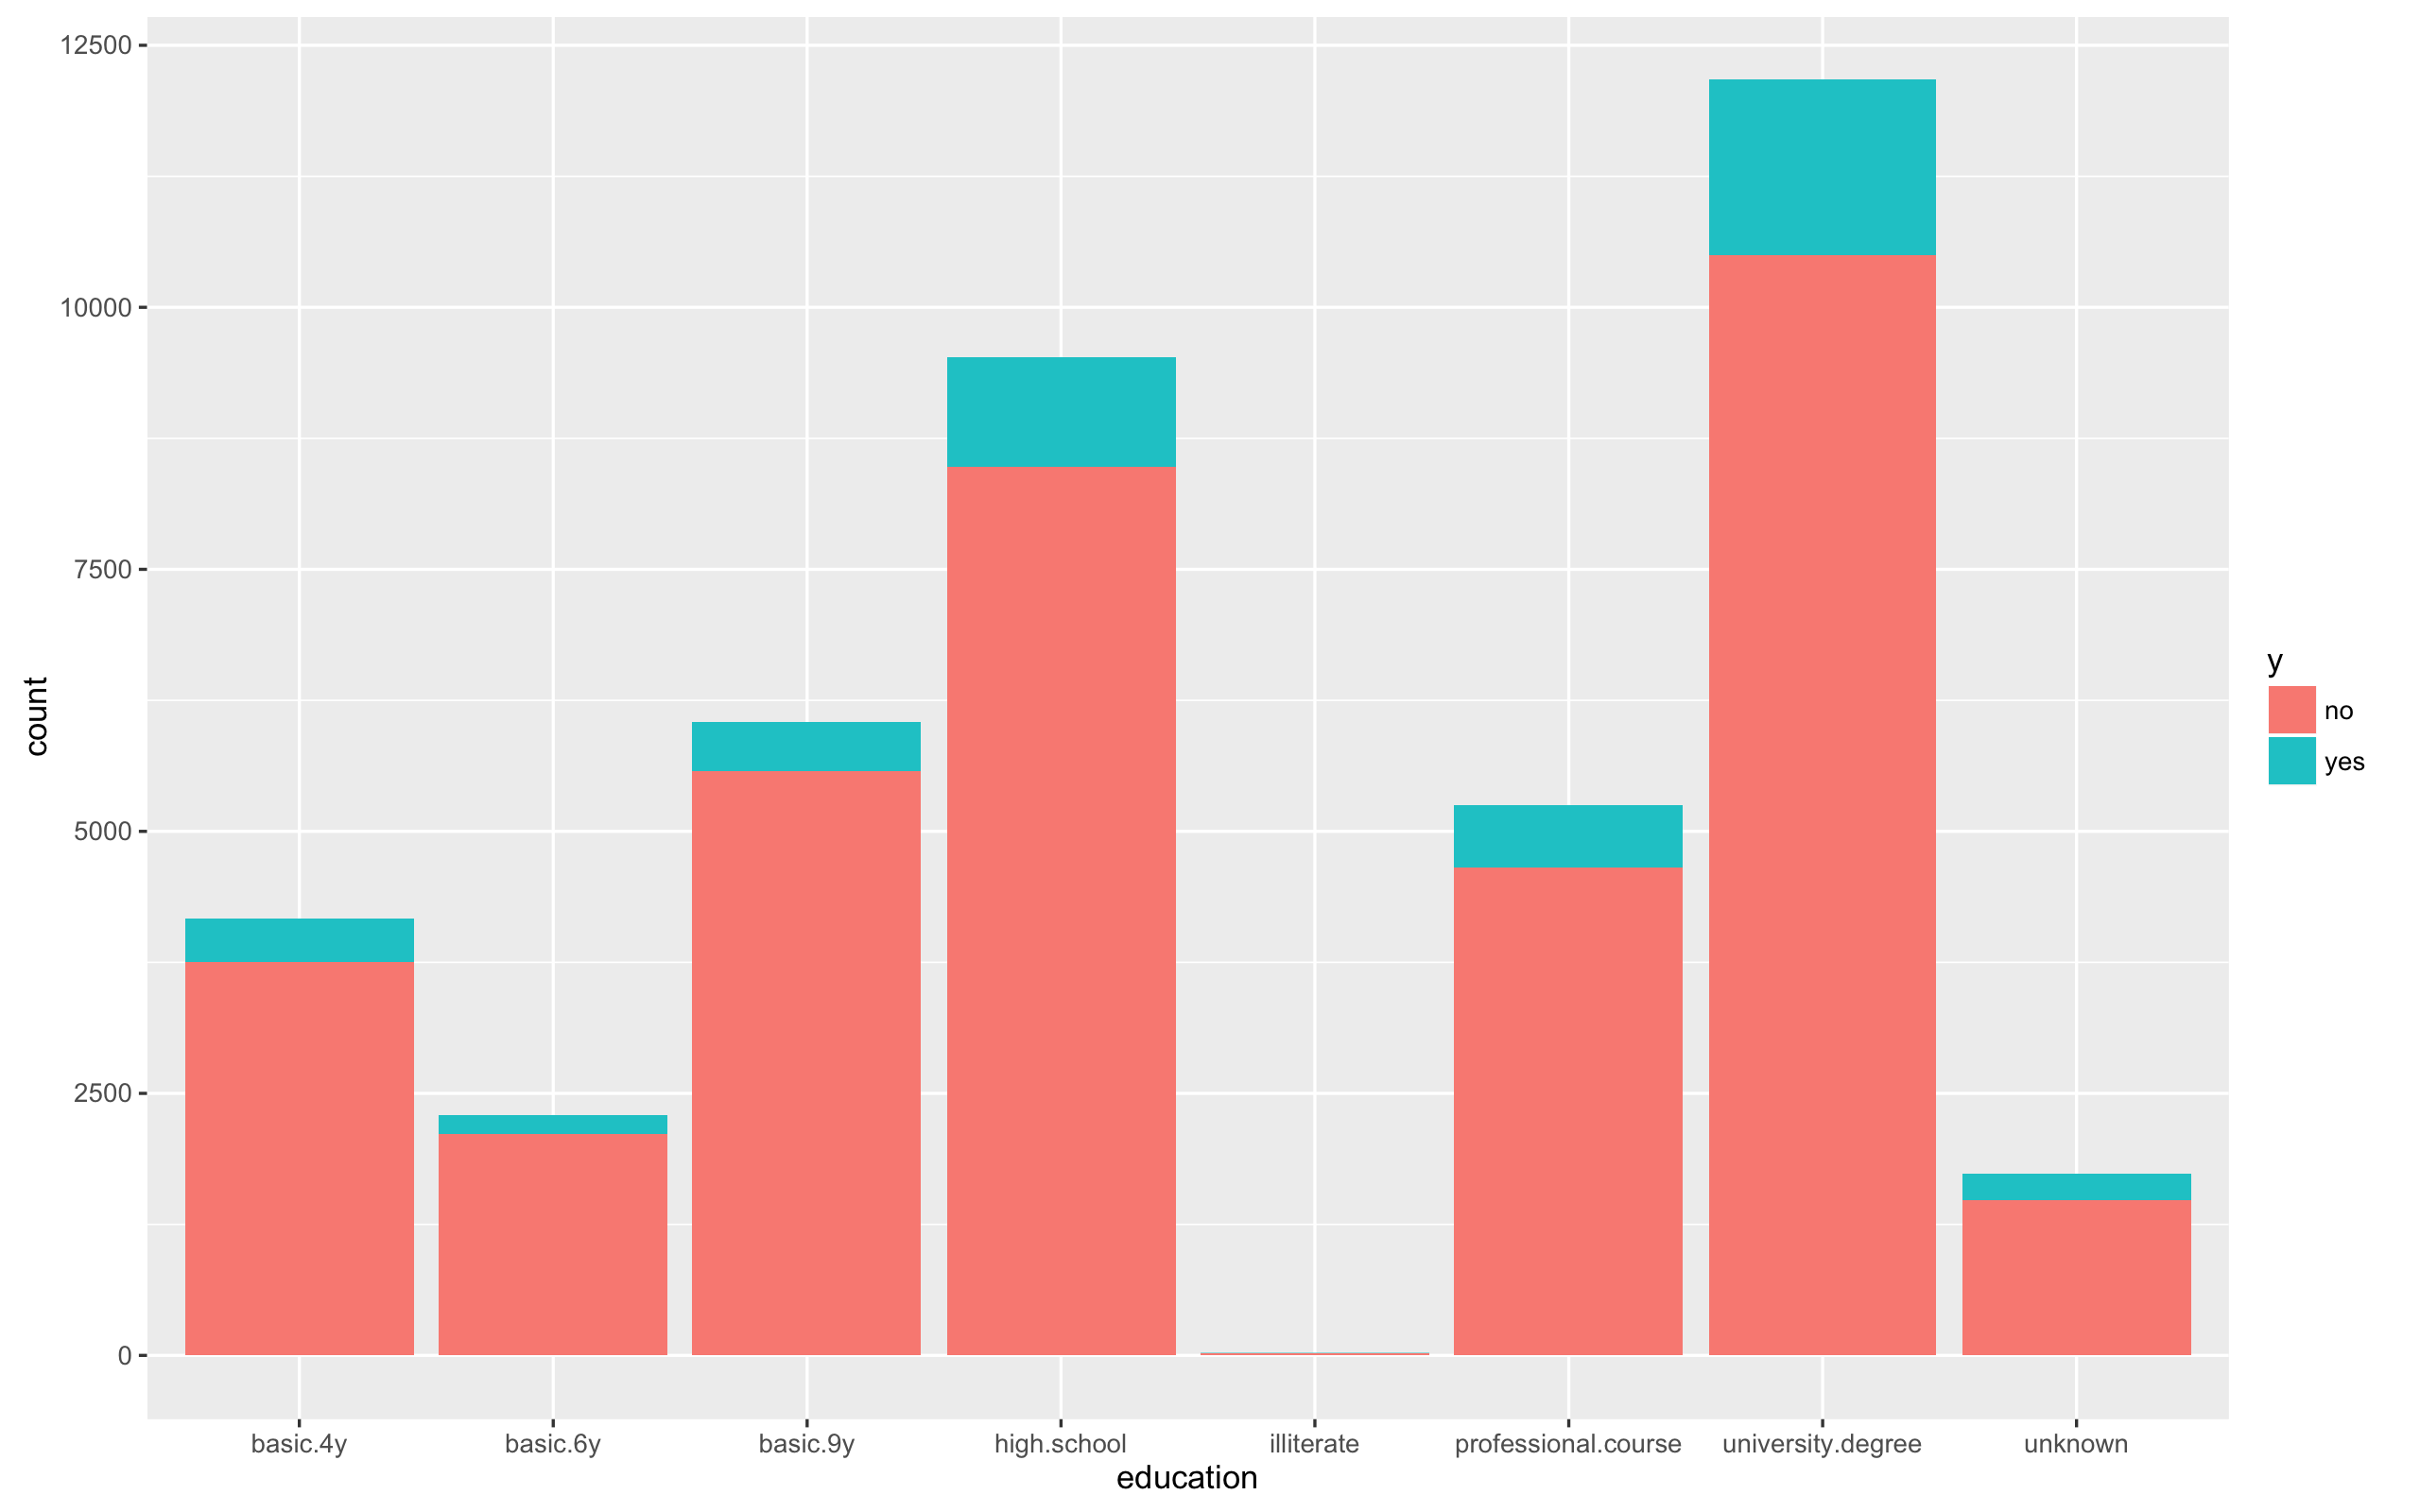 12500
10000
7500
5000
2500
0
count
basic.4y basic.6y basic.9y high.school illiterate professional.course university.degree unknown
education
y
no
yes